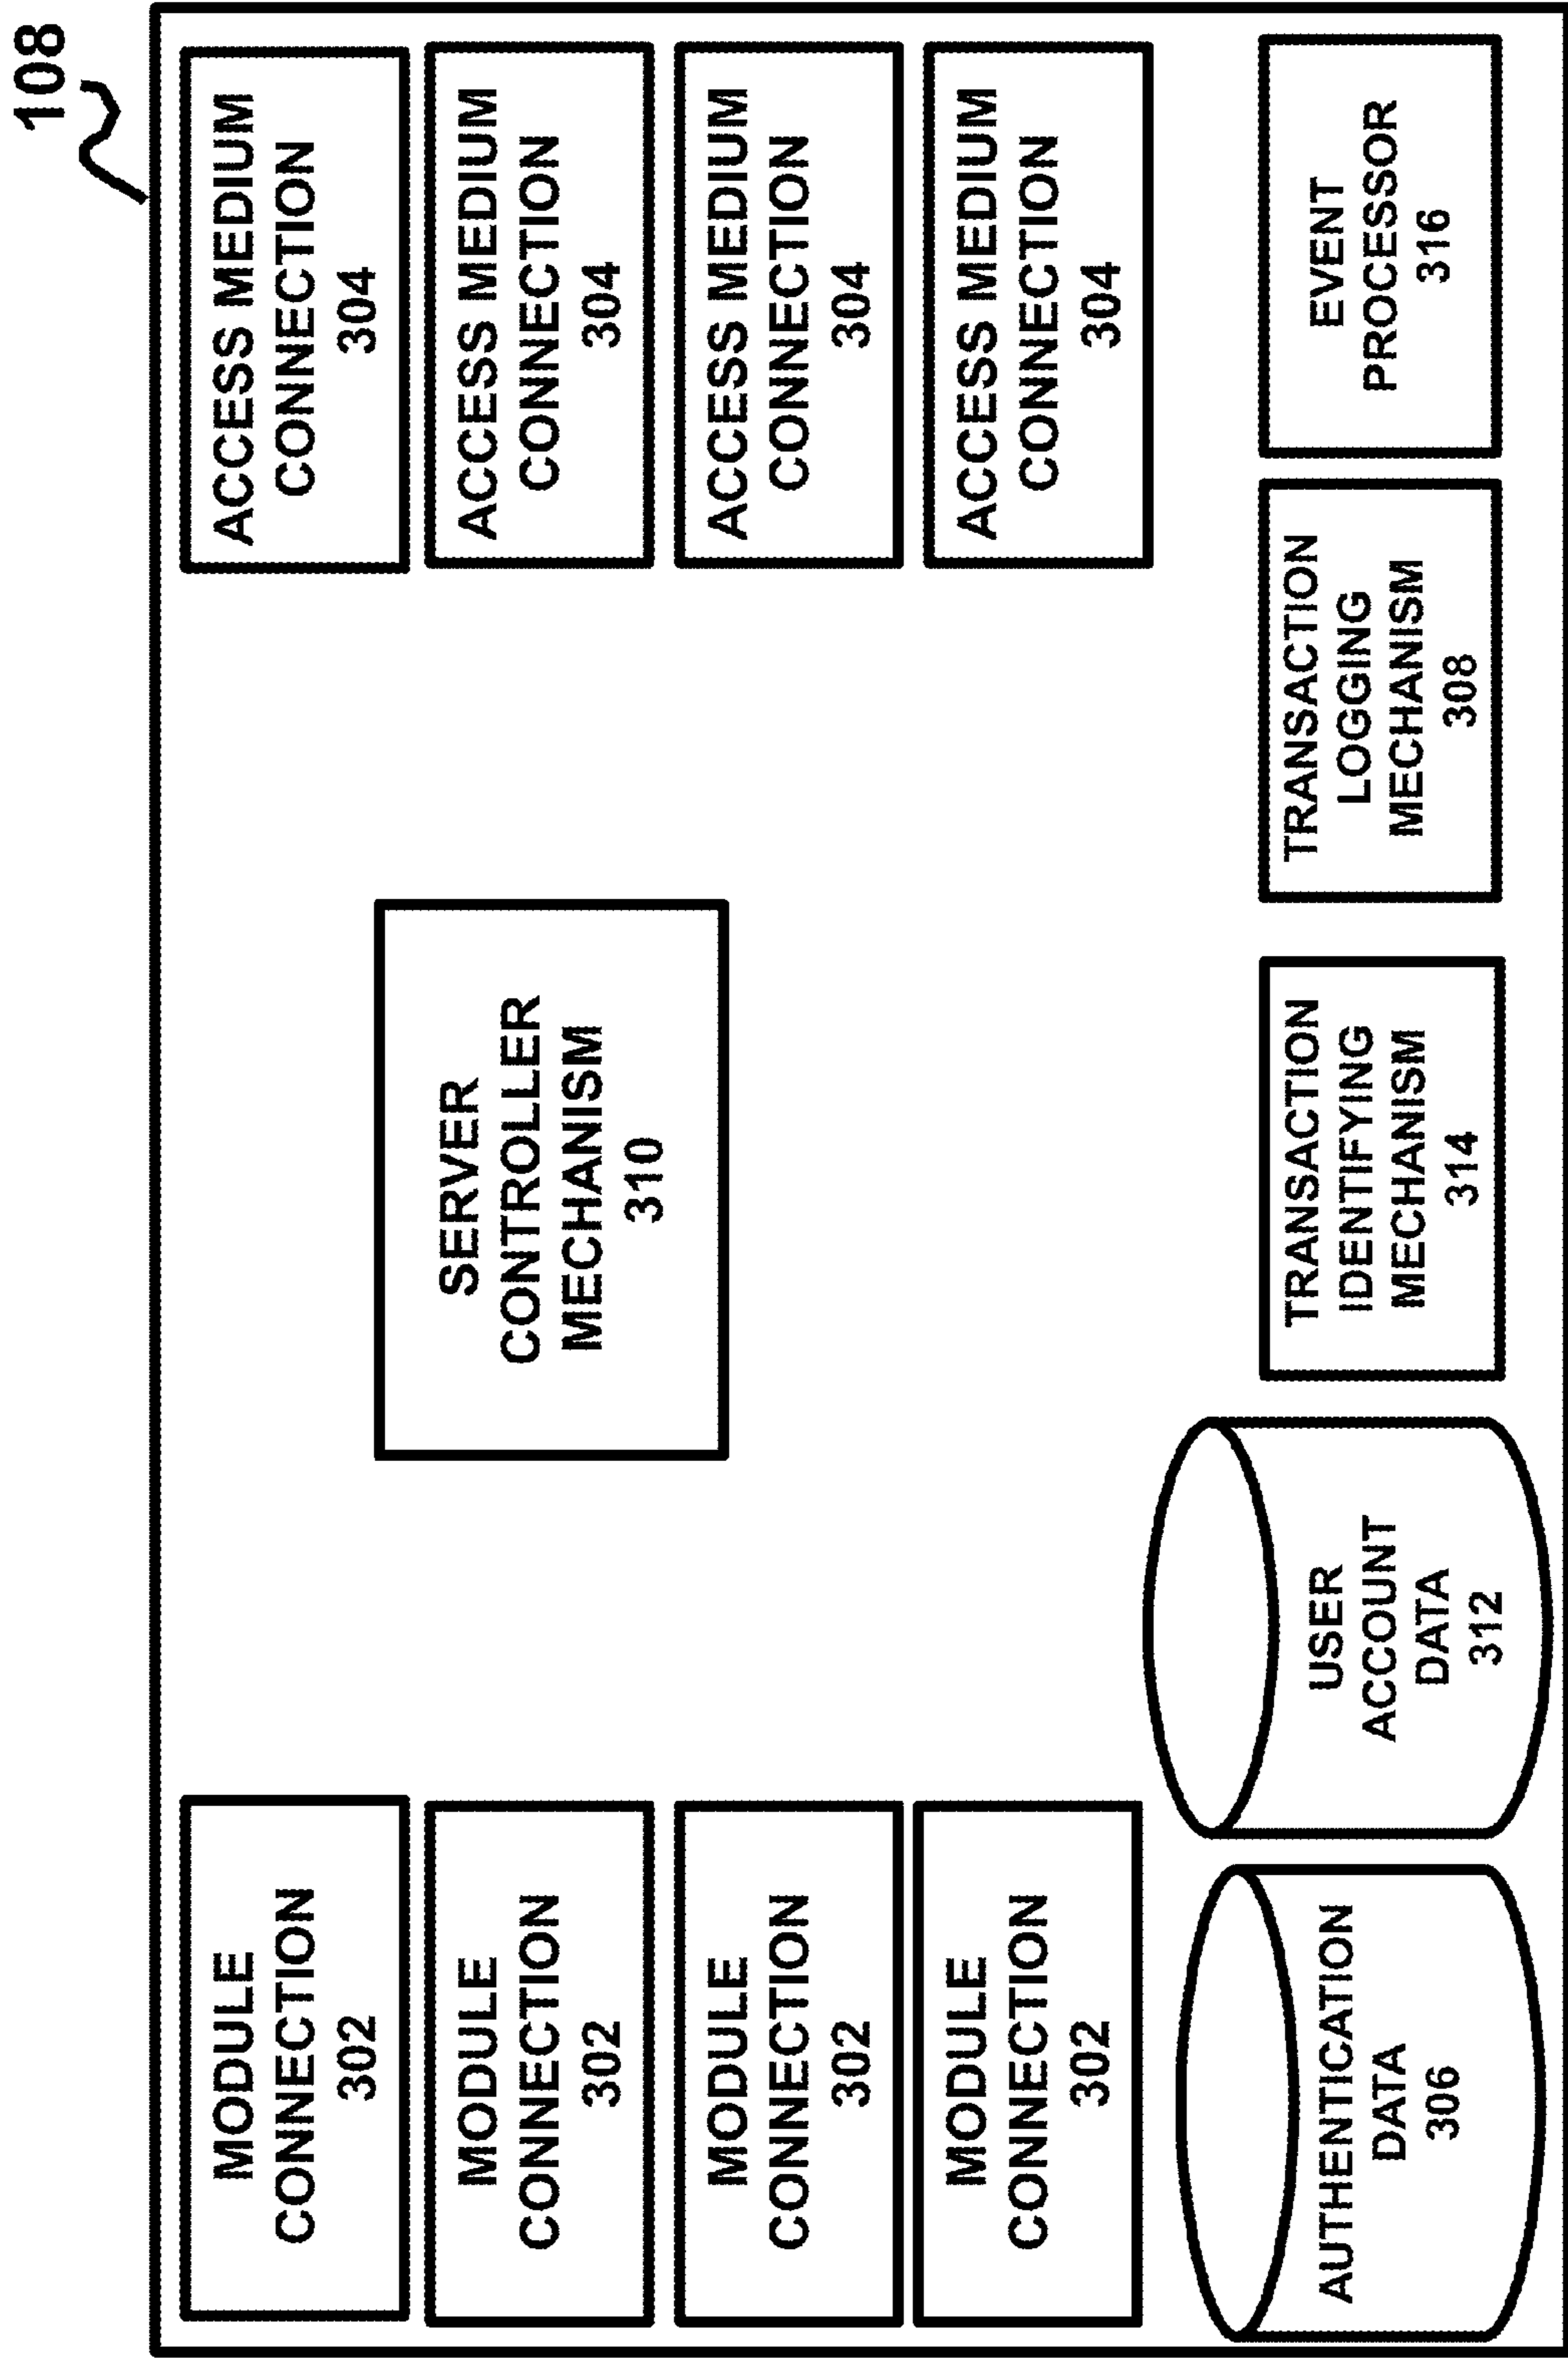 108
MODULE
CONNECTION
302
MODULE
CONNECTION
302
MODULE
CONNECTION
302
MODULE
CONNECTION
302
SERVER
CONTROLLER
MECHANISM
310
ACCESS MEDIUM
CONNECTION
304
ACCESS MEDIUM
CONNECTION
304
ACCESS MEDIUM
CONNECTION
304
ACCESS MEDIUM
CONNECTION
304
AUTHENTICATION
DATA
306
USER
ACCOUNT
DATA
312
TRANSACTION
IDENTIFYING
MECHANISM
314
TRANSACTION
LOGGING
MECHANISM
308
EVENT
PROCESSOR
316